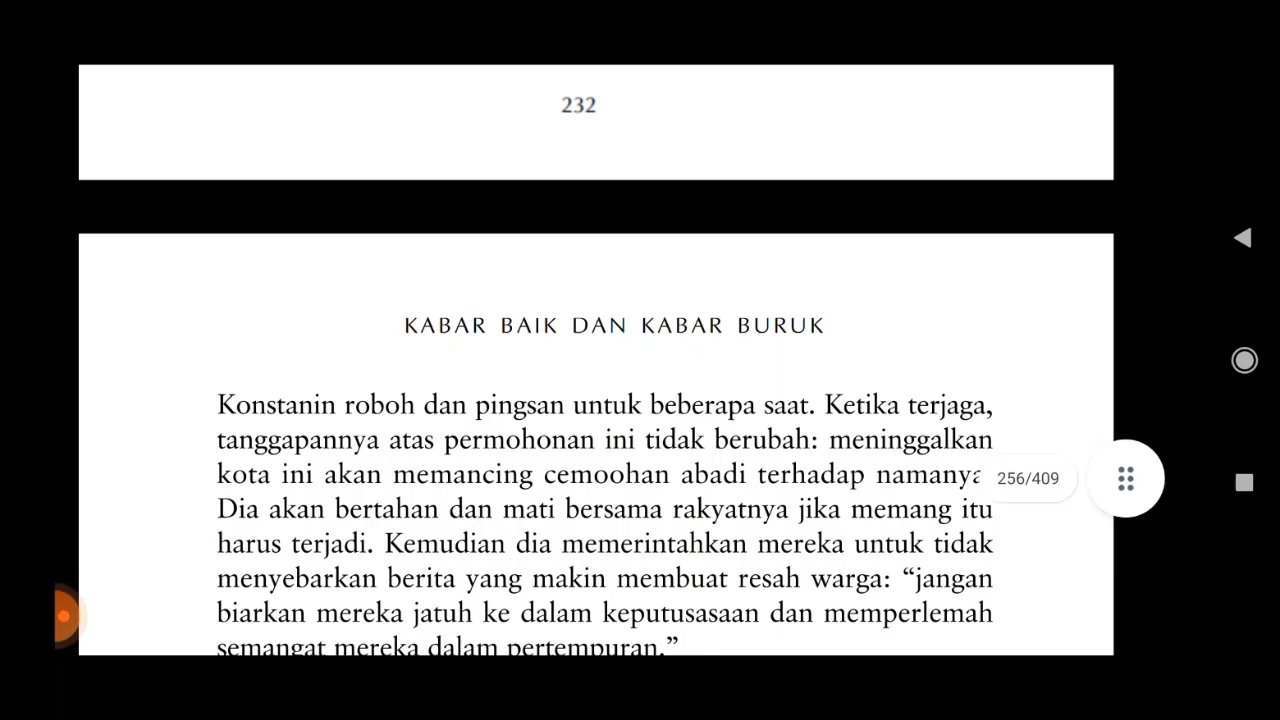 232
KABAR BAIK DAN KABAR BURUK
Konstanin roboh dan pingsan untuk beberapa saat. Ketika terjaga,
tanggapannya atas permohonan ini tidak berubah: meninggalkan
kota ini akan memancing cemoohan abadi terhadap namanya
256/409
Dia akan bertahan dan mati bersama rakyatnya jika memang itu
harus terjadi. Kemudian dia memerintahkan mereka untuk tidak
menyebarkan berita yang makin membuat resah warga: “jangan
biarkan mereka jatuh ke dalam keputusasaan dan memperlemah
semangat mereka dalam pertempuran.”